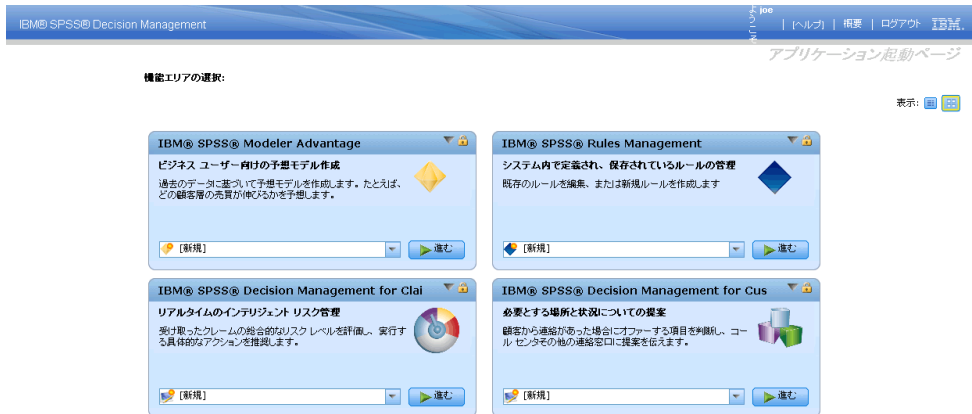 IBM® SPSS® Decision Management
ようこそ joe | [ヘルプ] | 概要 | ログアウト IBM.
アプリケーション起動ページ
機能エリアの選択:
表示:
IBM® SPSS® Modeler Advantage
ビジネス ユーザー向けの予想モデル作成
過去のデータに基づいて予想モデルを作成します。たとえば、
どの顧客層の売買が伸びるかを予想します。
[新規] 進む
IBM® SPSS® Rules Management
システム内で定義され、保存されているルールの管理
既存のルールを編集、または新規ルールを作成します
[新規] 進む
IBM® SPSS® Decision Management for Clai
リアルタイムのインテリジェント リスク管理
受け取ったクレームの総合的なリスク レベルを評価し、実行す
る具体的なアクションを推奨します。
[新規] 進む
IBM® SPSS® Decision Management for Cus
必要とする場所と状況についての提案
顧客から連絡があった場合にオファーする項目を判断し、コー
ル センタその他の連絡窓口に提案を伝えます。
[新規] 進む